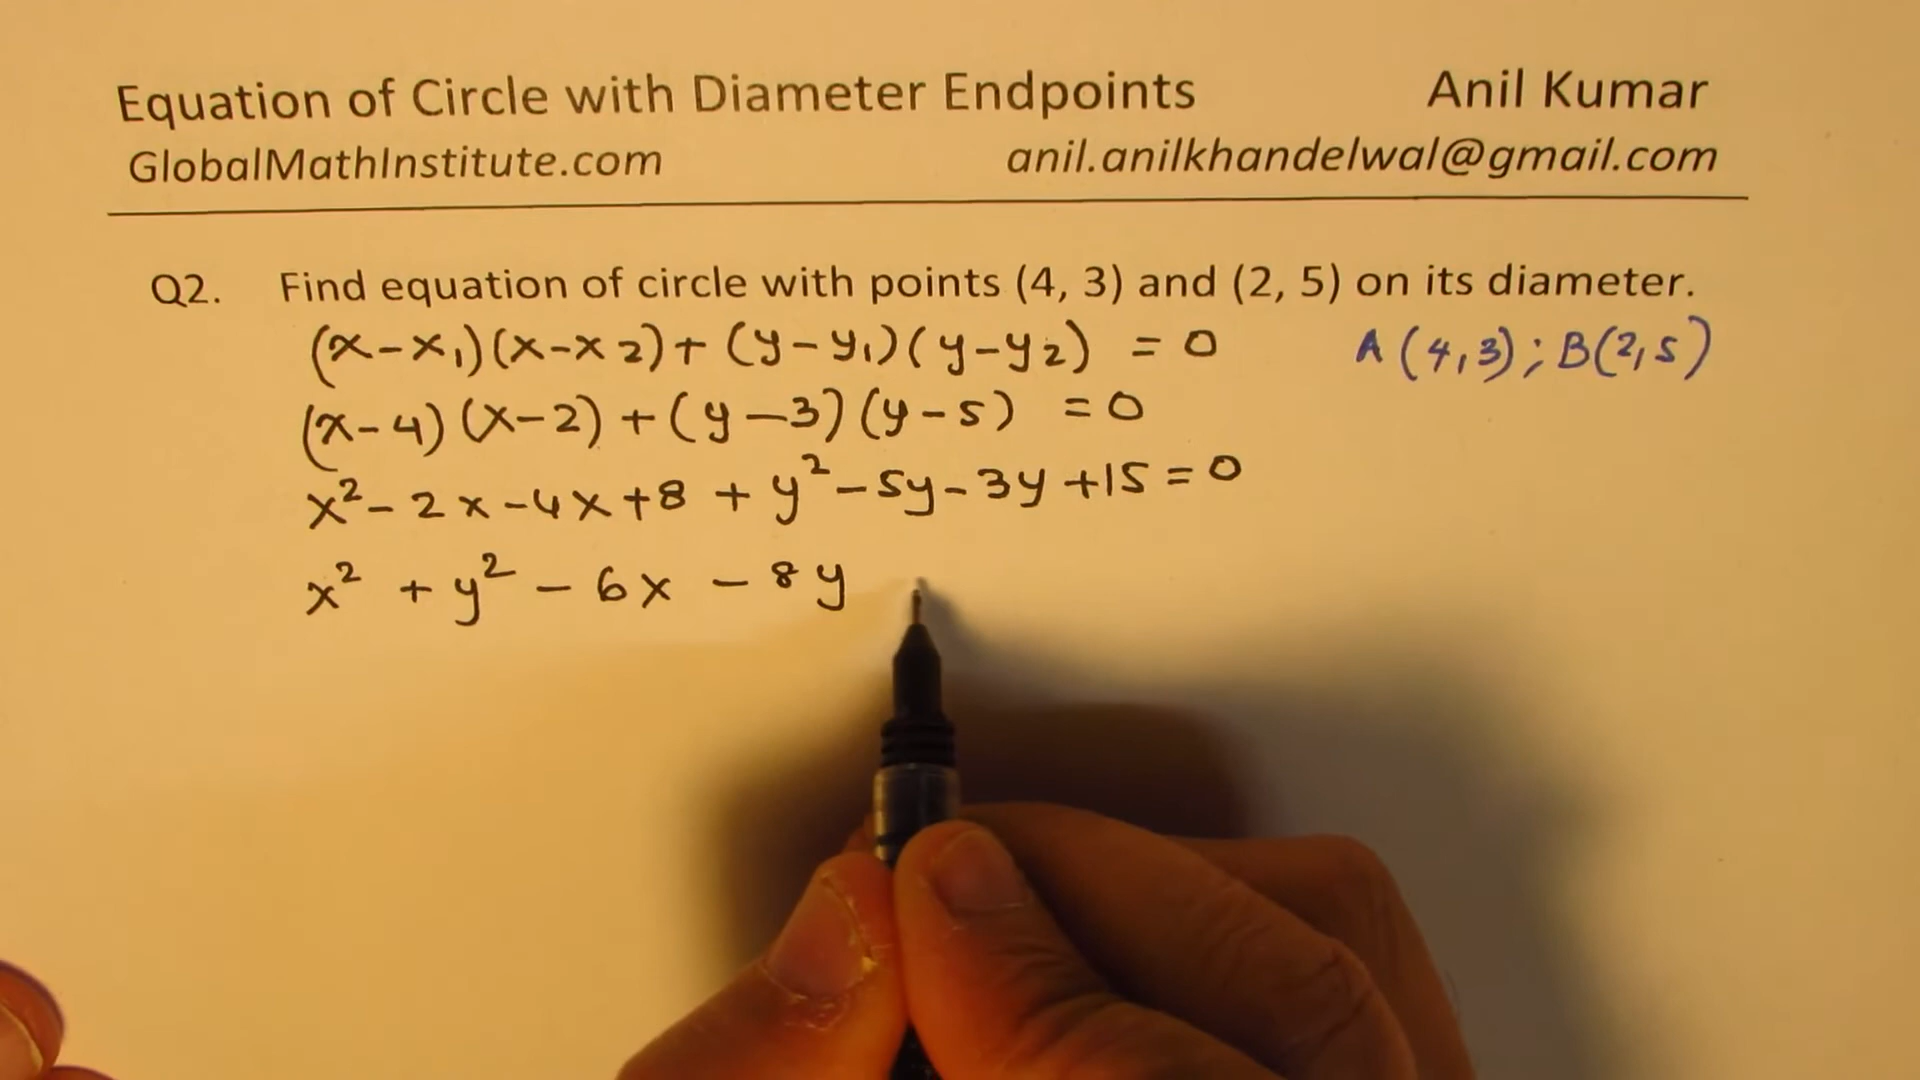 Equation of Circle with Diameter Endpoints Anil Kumar
GlobalMathInstitute.com anil.anilkhandelwal@gmail.com
Q2. Find equation of circle with points (4, 3) and (2, 5) on its diameter.
(x-x₁)(x-x2)+(y-y₁)(y-y₂) = 0 A(4,3); B(2,5)
(x-4)(x-2)+(y-3)(y-5) = 0
x²-2x-4x+8+y²-5y-3y+15=0
x² + y² - 6x - 8y